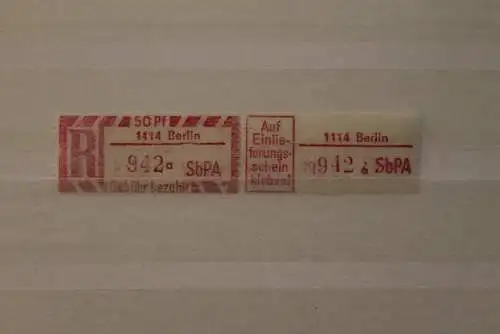 50 Pf
1114 Berlin
R
942a SbPA
Gebühr bezahlt
Auf
Einlie-
ferungs-
schein
kleben!
1114 Berlin
942 a SbPA